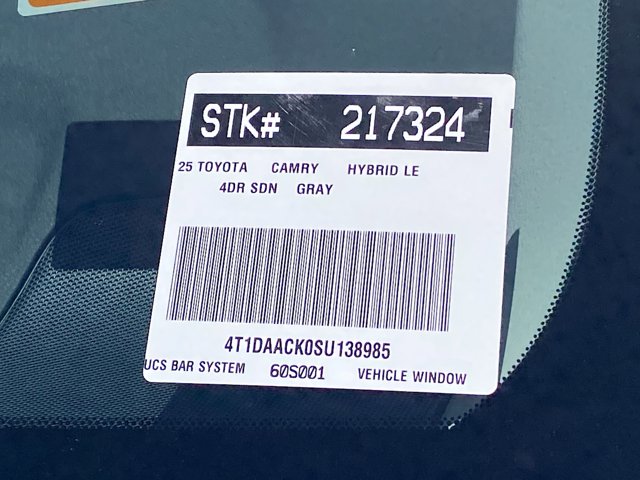 STK# 217324
25 TOYOTA CAMRY HYBRID LE
4DR SDN GRAY
4T1DAACK0SU138985
UCS BAR SYSTEM 60S001 VEHICLE WINDOW